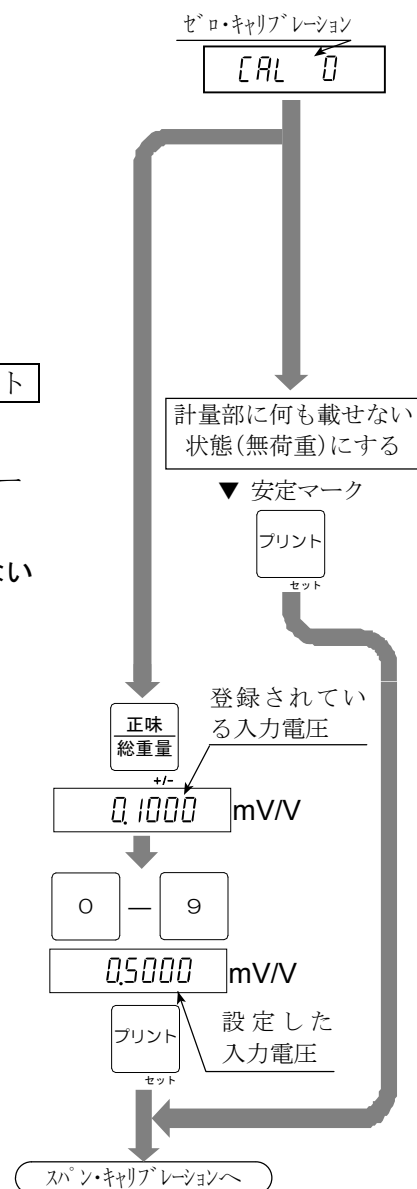 ゼロ・キャリブレーション
CAL 0
ト
計量部に何も載せない
状態(無荷重)にする
ー
▼ 安定マーク
プリント
ない
セット
登録されてい
る入力電圧
正味
総重量
+/-
0.1000 mV/V
0 — 9
0.5000 mV/V
プリント
設定した
入力電圧
セット
スパン・キャリブレーションへ